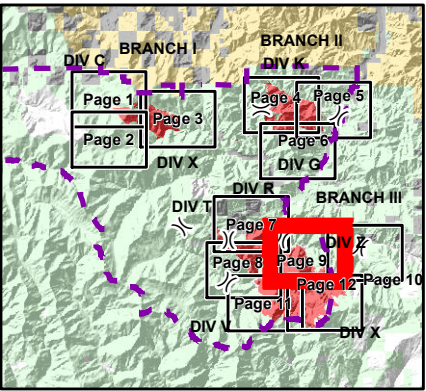 BRANCH I
BRANCH II
DIV C
DIV K
Page 1
Page 4
Page 5
Page 3
Page 2
Page 6
DIV X
DIV G
DIV R
BRANCH III
DIV T
Page 7
DIV Z
Page 8
Page 9
Page 10
Page 12
Page 11
DIV V
DIV X